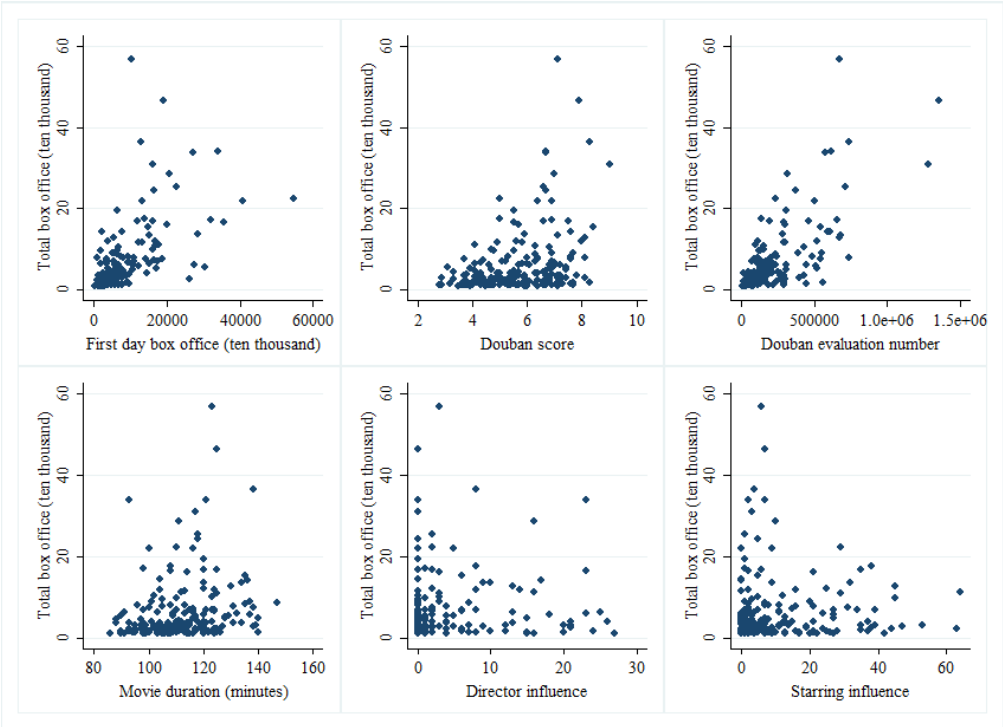 Total box office (ten thousand)
60
40
20
0
0 20000 40000 60000
First day box office (ten thousand)
Total box office (ten thousand)
60
40
20
0
2 4 6 8 10
Douban score
Total box office (ten thousand)
60
40
20
0
0 500000 1.0e+06 1.5e+06
Douban evaluation number
Total box office (ten thousand)
60
40
20
0
80 100 120 140 160
Movie duration (minutes)
Total box office (ten thousand)
60
40
20
0
0 10 20 30
Director influence
Total box office (ten thousand)
60
40
20
0
0 20 40 60
Starring influence